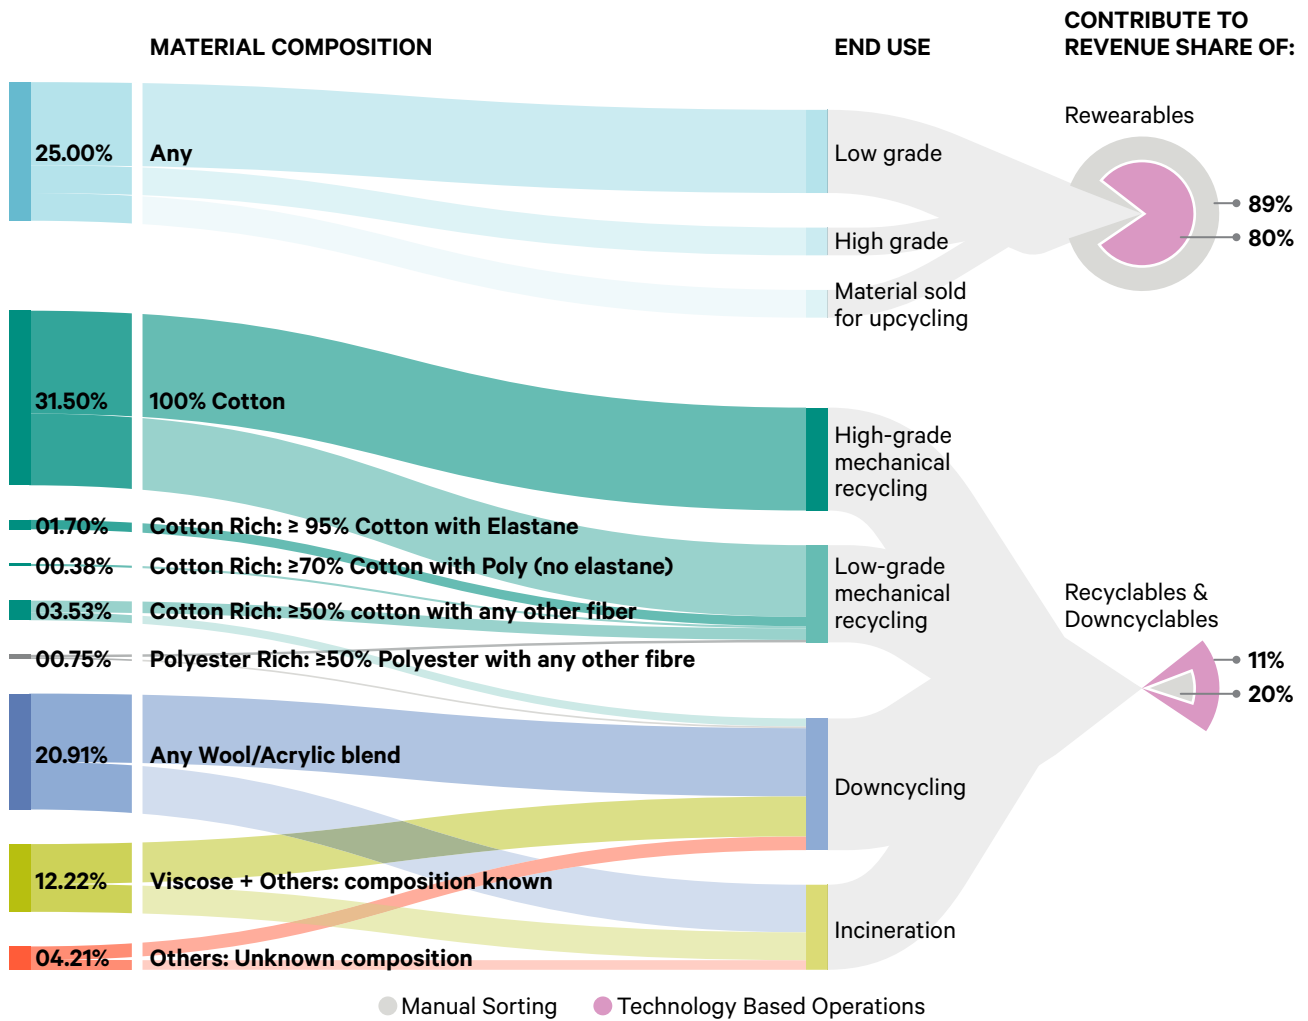 MATERIAL COMPOSITION
END USE
CONTRIBUTE TO
REVENUE SHARE OF:
25.00%
Any
Low grade
High grade
Material sold
for upcycling
Rewearables
89%
80%
31.50%
100% Cotton
High-grade
mechanical
recycling
01.70%
Cotton Rich: ≥ 95% Cotton with Elastane
00.38%
Cotton Rich: ≥70% Cotton with Poly (no elastane)
03.53%
Cotton Rich: ≥50% cotton with any other fiber
Low-grade
mechanical
recycling
00.75%
Polyester Rich: ≥50% Polyester with any other fibre
Recyclables &
Downcyclables
11%
20%
20.91%
Any Wool/Acrylic blend
Downcycling
12.22%
Viscose + Others: composition known
Incineration
04.21%
Others: Unknown composition
Manual Sorting
Technology Based Operations